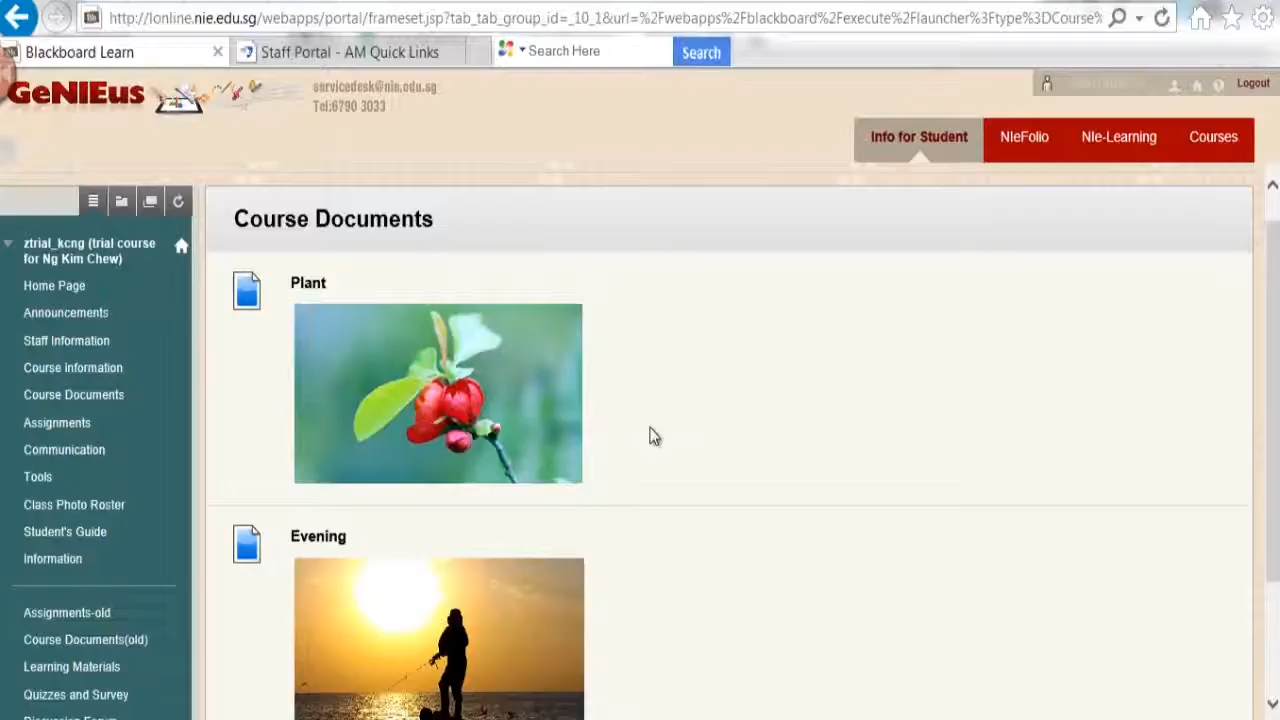 http://lonline.nie.edu.sg/webapps/portal/frameset.jsp?tab_tab_group_id=_10_1&url=%2Fwebapps%2Fblackboard%2Fexecute%2Flauncher%3Ftype%3DCourse%
Blackboard Learn
Staff Portal - AM Quick Links
Search Here
Search
GeNIEus
servicedesk@nie.edu.sg
Tel:6790 3033
Logout
Info for Student
NIeFolio
NIe-Learning
Courses
Course Documents
ztrial_kcng (trial course
for Ng Kim Chew)
Home Page
Announcements
Staff Information
Course Information
Course Documents
Assignments
Communication
Tools
Class Photo Roster
Student's Guide
Information
Assignments-old
Course Documents(old)
Learning Materials
Quizzes and Survey
Discussion Forum
Plant
Evening